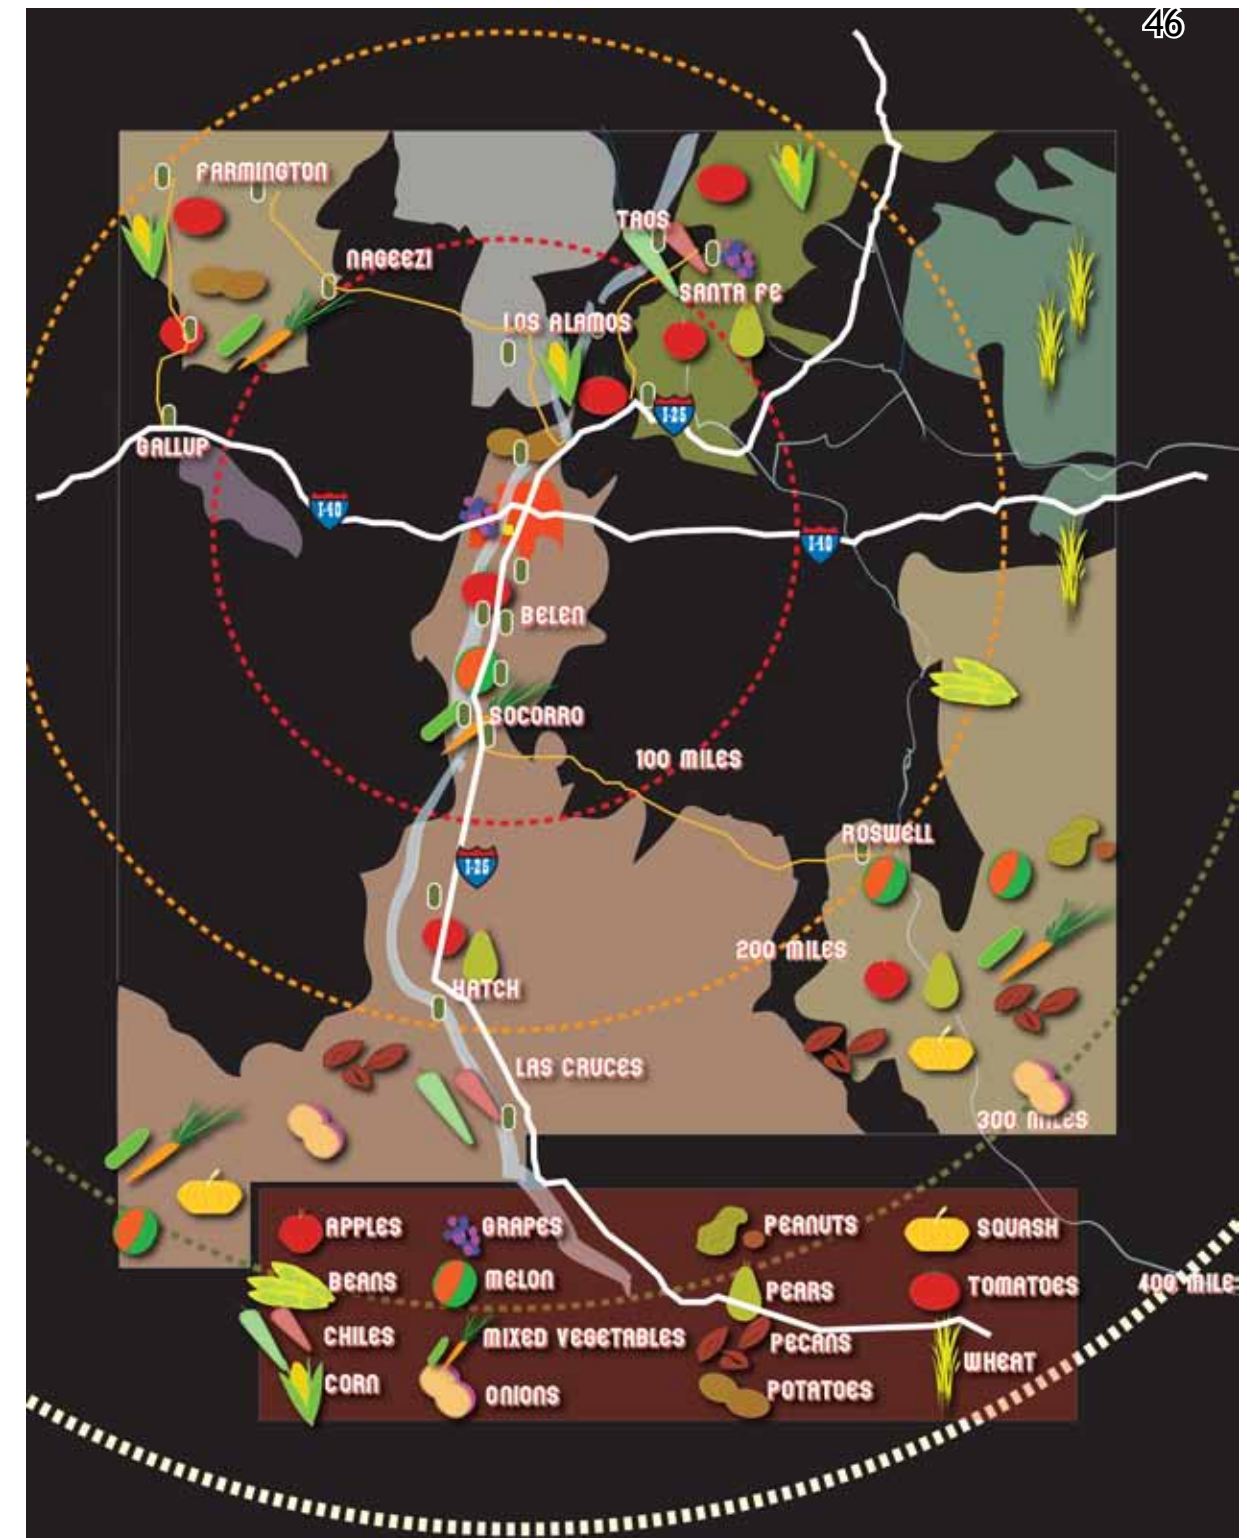 46
FARMINGTON
TAOS
NAGEEZI
SANTA FE
LOS ALAMOS
I-25
GALLUP
I-40
I-40
BELEN
SOCORRO
100 MILES
ROSWELL
I-25
200 MILES
HATCH
LAS CRUCES
300 MILES
APPLES
GRAPES
PEANUTS
SQUASH
BEANS
MELON
PEARS
TOMATOES
400 MILE
CHILES
MIXED VEGETABLES
PECANS
WHEAT
CORN
ONIONS
POTATOES